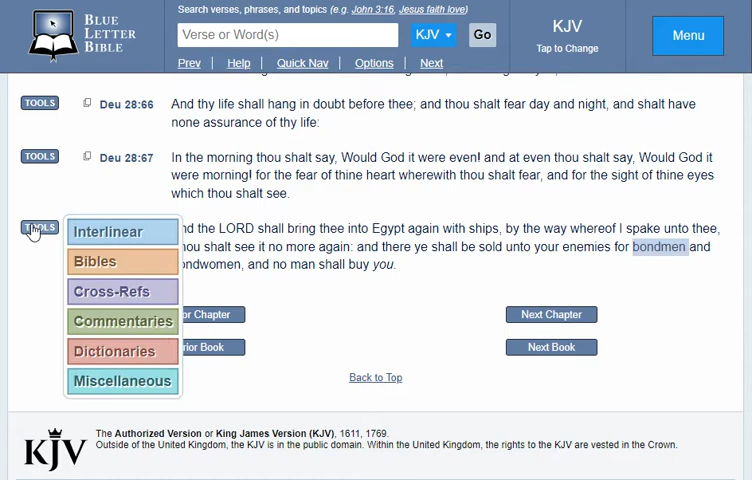 BLUE
LETTER
BIBLE
Search verses, phrases, and topics (e.g. John 3:16, Jesus faith love)
Verse or Word(s)
KJV
Go
Prev
Help
Quick Nav
Options
Next
KJV
Tap to Change
Menu
TOOLS
Deu 28:66
And thy life shall hang in doubt before thee; and thou shalt fear day and night, and shalt have
none assurance of thy life:
TOOLS
Deu 28:67
In the morning thou shalt say, Would God it were even! and at even thou shalt say, Would God it
were morning! for the fear of thine heart wherewith thou shalt fear, and for the sight of thine eyes
which thou shalt see.
TOOLS
nd the LORD shall bring thee into Egypt again with ships, by the way whereof I spake unto thee,
hou shalt see it no more again: and there ye shall be sold unto your enemies for bondmen and
ondwomen, and no man shall buy you.
Interlinear
Bibles
Cross-Refs
Commentaries
Dictionaries
Miscellaneous
or Chapter
Next Chapter
rior Book
Next Book
Back to Top
KJV
The Authorized Version or King James Version (KJV), 1611, 1769.
Outside of the United Kingdom, the KJV is in the public domain. Within the United Kingdom, the rights to the KJV are vested in the Crown.